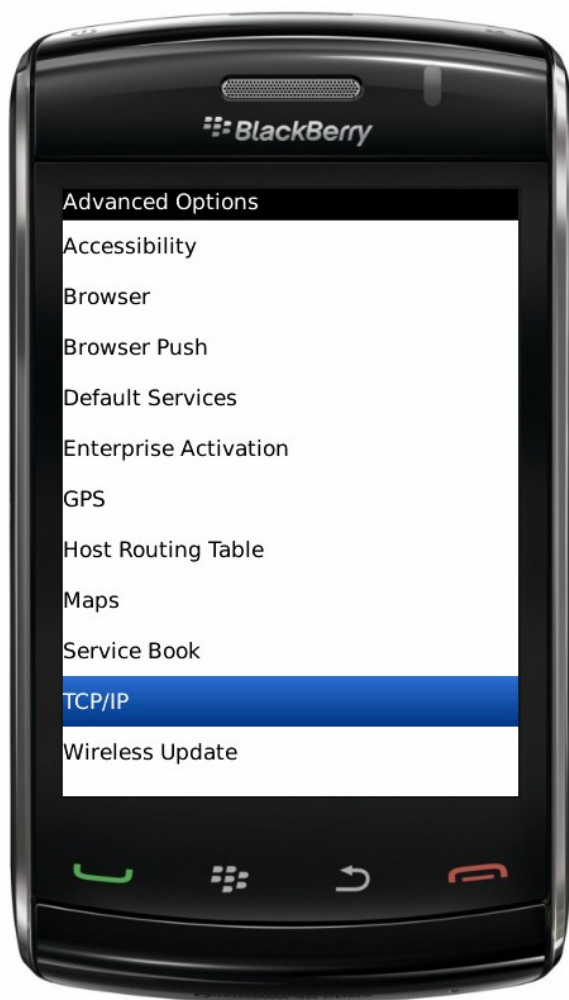 BlackBerry
Advanced Options
Accessibility
Browser
Browser Push
Default Services
Enterprise Activation
GPS
Host Routing Table
Maps
Service Book
TCP/IP
Wireless Update